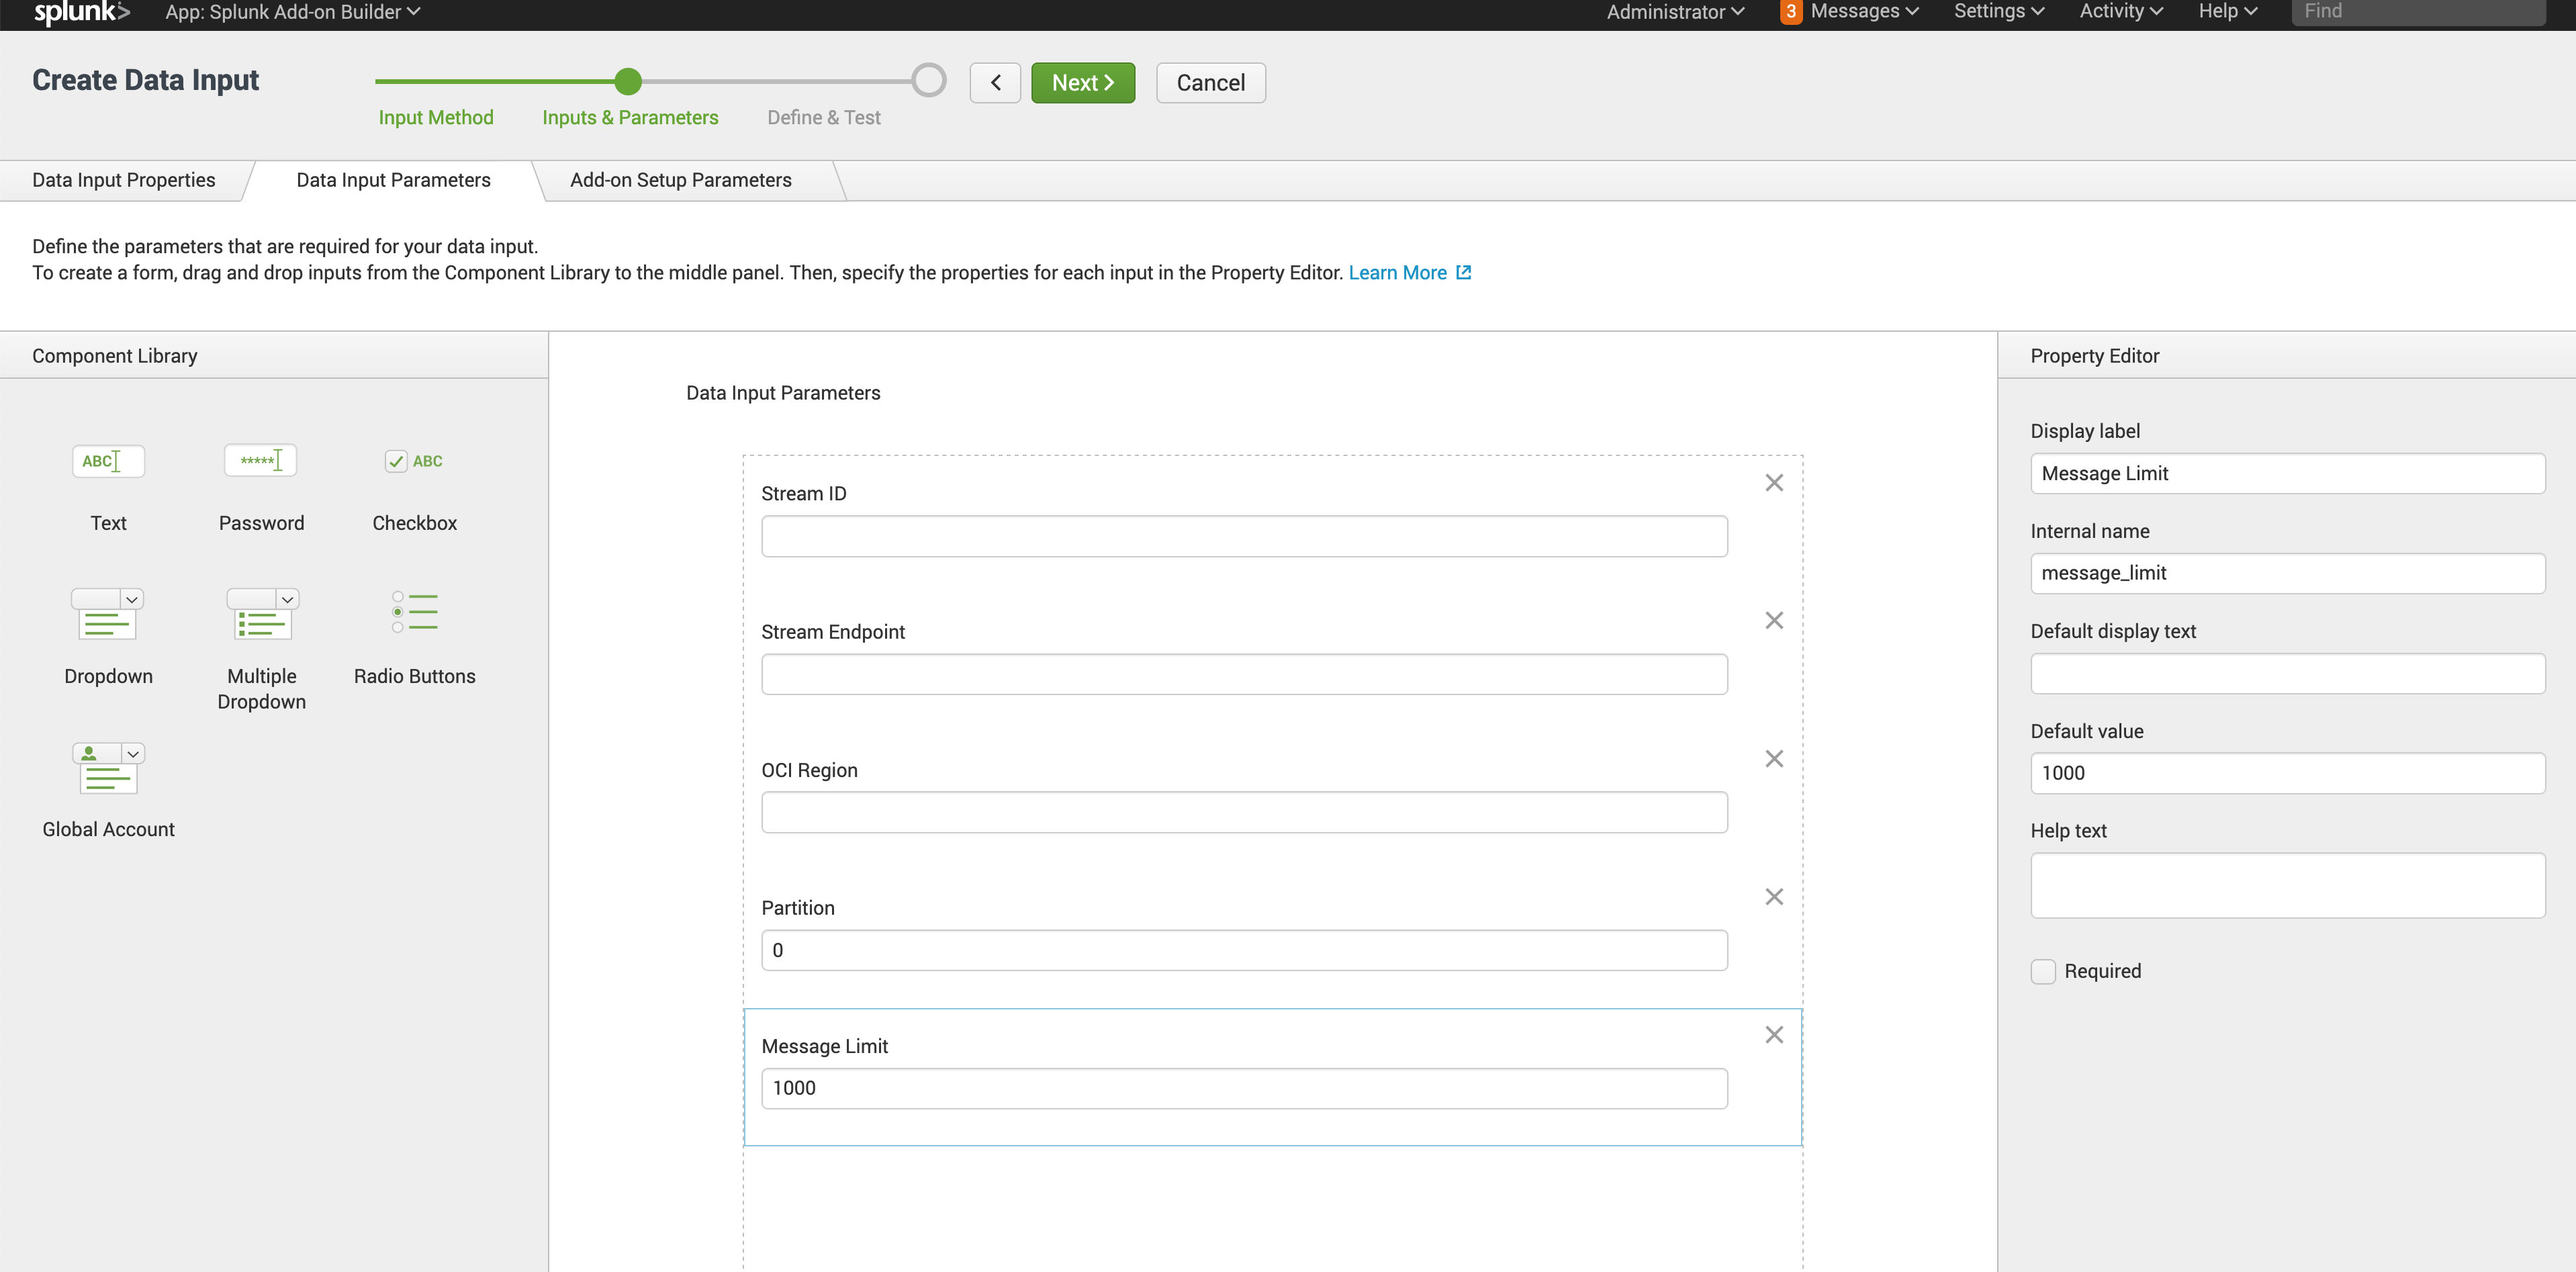 splunk>
App: Splunk Add-on Builder
Administrator
3 Messages
Settings
Activity
Help
Find
Create Data Input
Input Method
Inputs & Parameters
Define & Test
<
Next >
Cancel
Data Input Properties
Data Input Parameters
Add-on Setup Parameters
Define the parameters that are required for your data input.
To create a form, drag and drop inputs from the Component Library to the middle panel. Then, specify the properties for each input in the Property Editor. Learn More
Component Library
ABC
*****
ABC
Text
Password
Checkbox
Dropdown
Multiple
Dropdown
Radio Buttons
Global Account
Data Input Parameters
Stream ID
Stream Endpoint
OCI Region
Partition
0
Message Limit
1000
Property Editor
Display label
Message Limit
Internal name
message_limit
Default display text
Default value
1000
Help text
Required